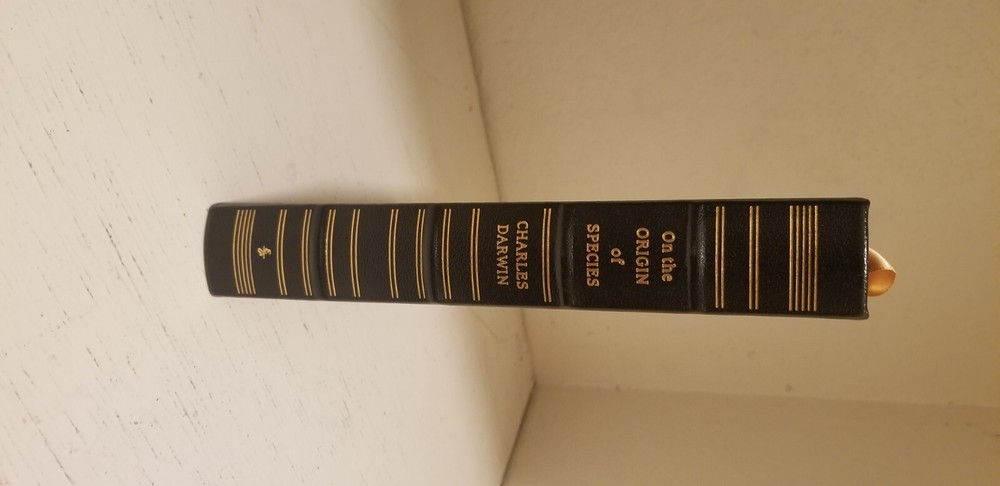 On the
ORIGIN
of
SPECIES
CHARLES
DARWIN